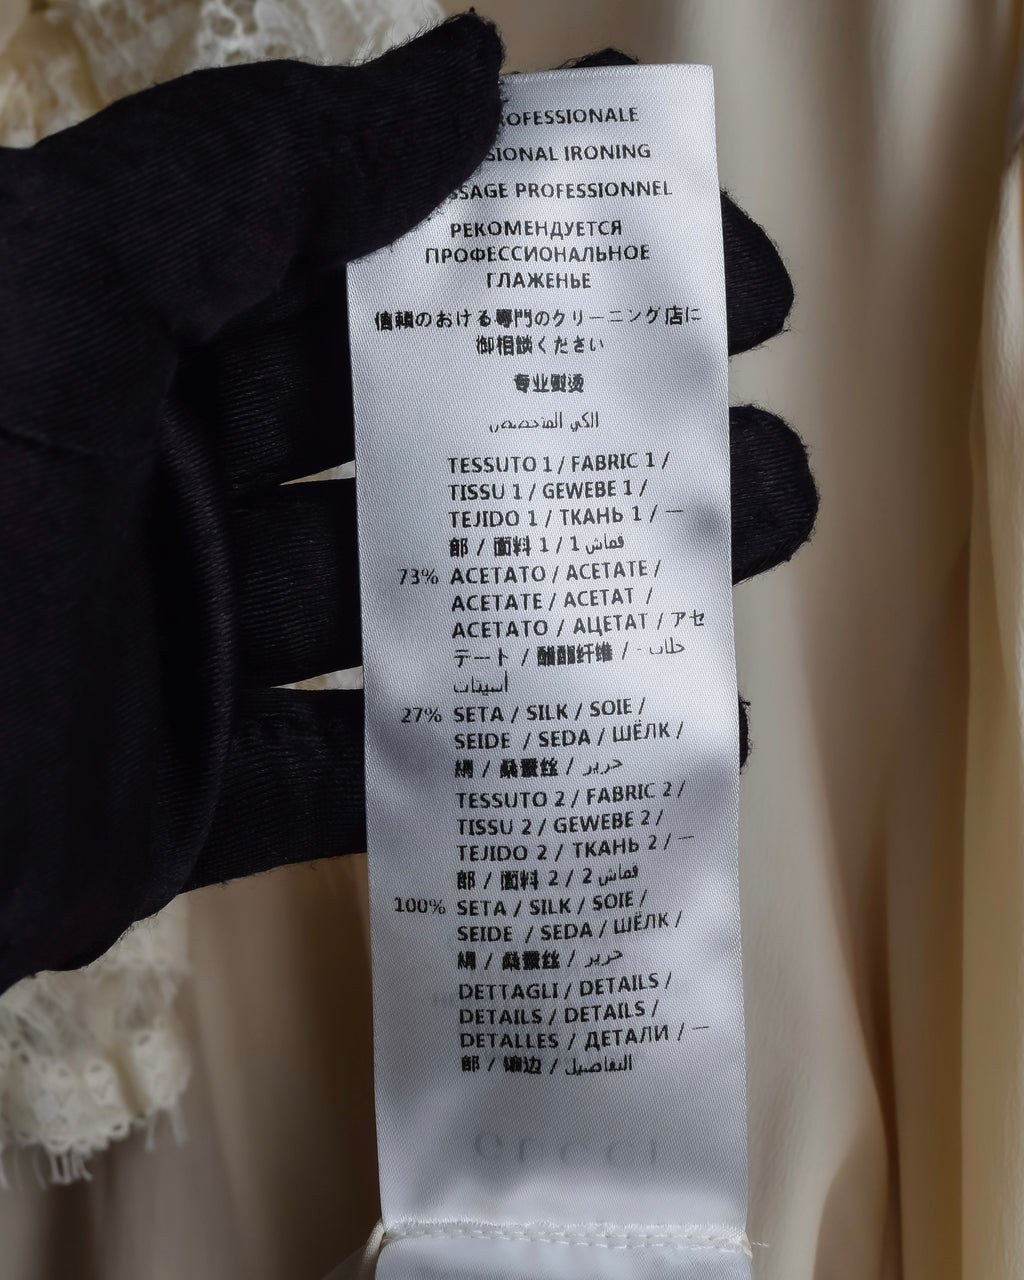 OFESSIONALE
SIONAL IRONING
SSAGE PROFESSIONNEL
РЕКОМЕНДУЕТСЯ
ПРОФЕССИОНАЛЬНОЕ
ГЛАЖЕНЬЕ
信頼のおける專門のクリーニング店に
御相談ください
专业熨烫
الكي المتخصص
TESSUTO 1 / FABRIC 1 /
TISSU 1 / GEWEBE 1 /
TEJIDO 1 / ТКАНЬ 1 / 一
部 / 面料 1 / 1 قماش
73% ACETATO / ACETATE /
ACETATE / ACETAT /
ACETATO / АЦЕТАТ / アセ
テート / 醋酯纤维 / - خلات
أسيتات
27% SETA / SILK / SOIE /
SEIDE / SEDA / ШЁЛК /
絹 / 桑蚕丝 / حرير
TESSUTO 2 / FABRIC 2 /
TISSU 2 / GEWEBE 2 /
TEJIDO 2 / ТКАНЬ 2 / 一
部 / 面料 2 / 2 قماش
100% SETA / SILK / SOIE /
SEIDE / SEDA / ШЁЛК /
絹 / 桑蚕丝 / حرير
DETTAGLI / DETAILS /
DETAILS / DETAILS /
DETALLES / ДЕТАЛИ / 一
部 / 镶边 / التفاصيل
GUCCI